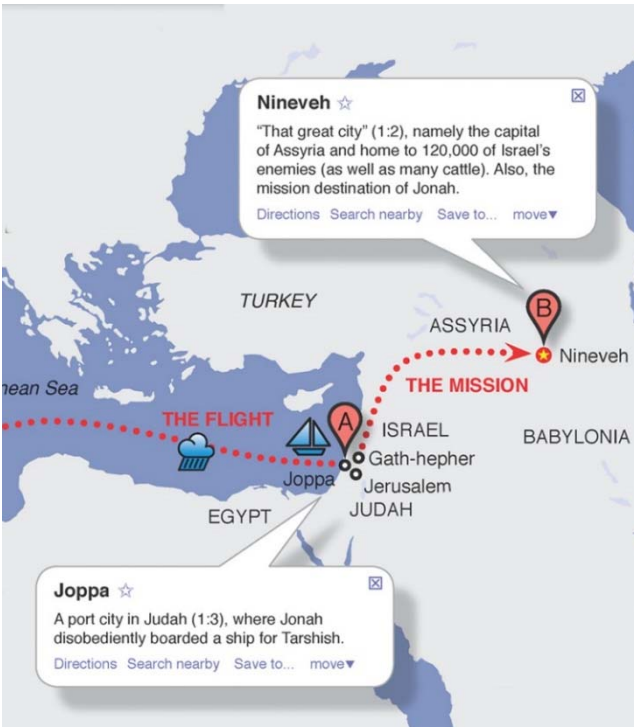 Nineveh ☆
“That great city” (1:2), namely the capital
of Assyria and home to 120,000 of Israel’s
enemies (as well as many cattle). Also, the
mission destination of Jonah.
Directions Search nearby Save to... move▼
TURKEY
ASSYRIA
B
Nineveh
nean Sea
THE MISSION
THE FLIGHT
A
ISRAEL
BABYLONIA
Gath-hepher
Joppa
Jerusalem
JUDAH
EGYPT
Joppa ☆
A port city in Judah (1:3), where Jonah
disobediently boarded a ship for Tarshish.
Directions Search nearby Save to... move▼